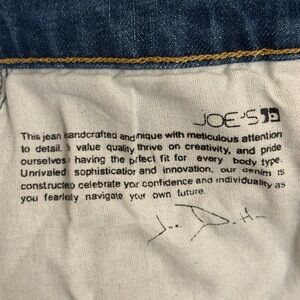 JOE'S
This jean handcrafted and unique with meticulous attention
to detail. value quality thrive on creativity, and pride
ourselves having the perfect fit for every body type.
Unrivaled sophistication and innovation, our denim is
constructed to celebrate your confidence and individuality as
you fearlessly navigate your own future.